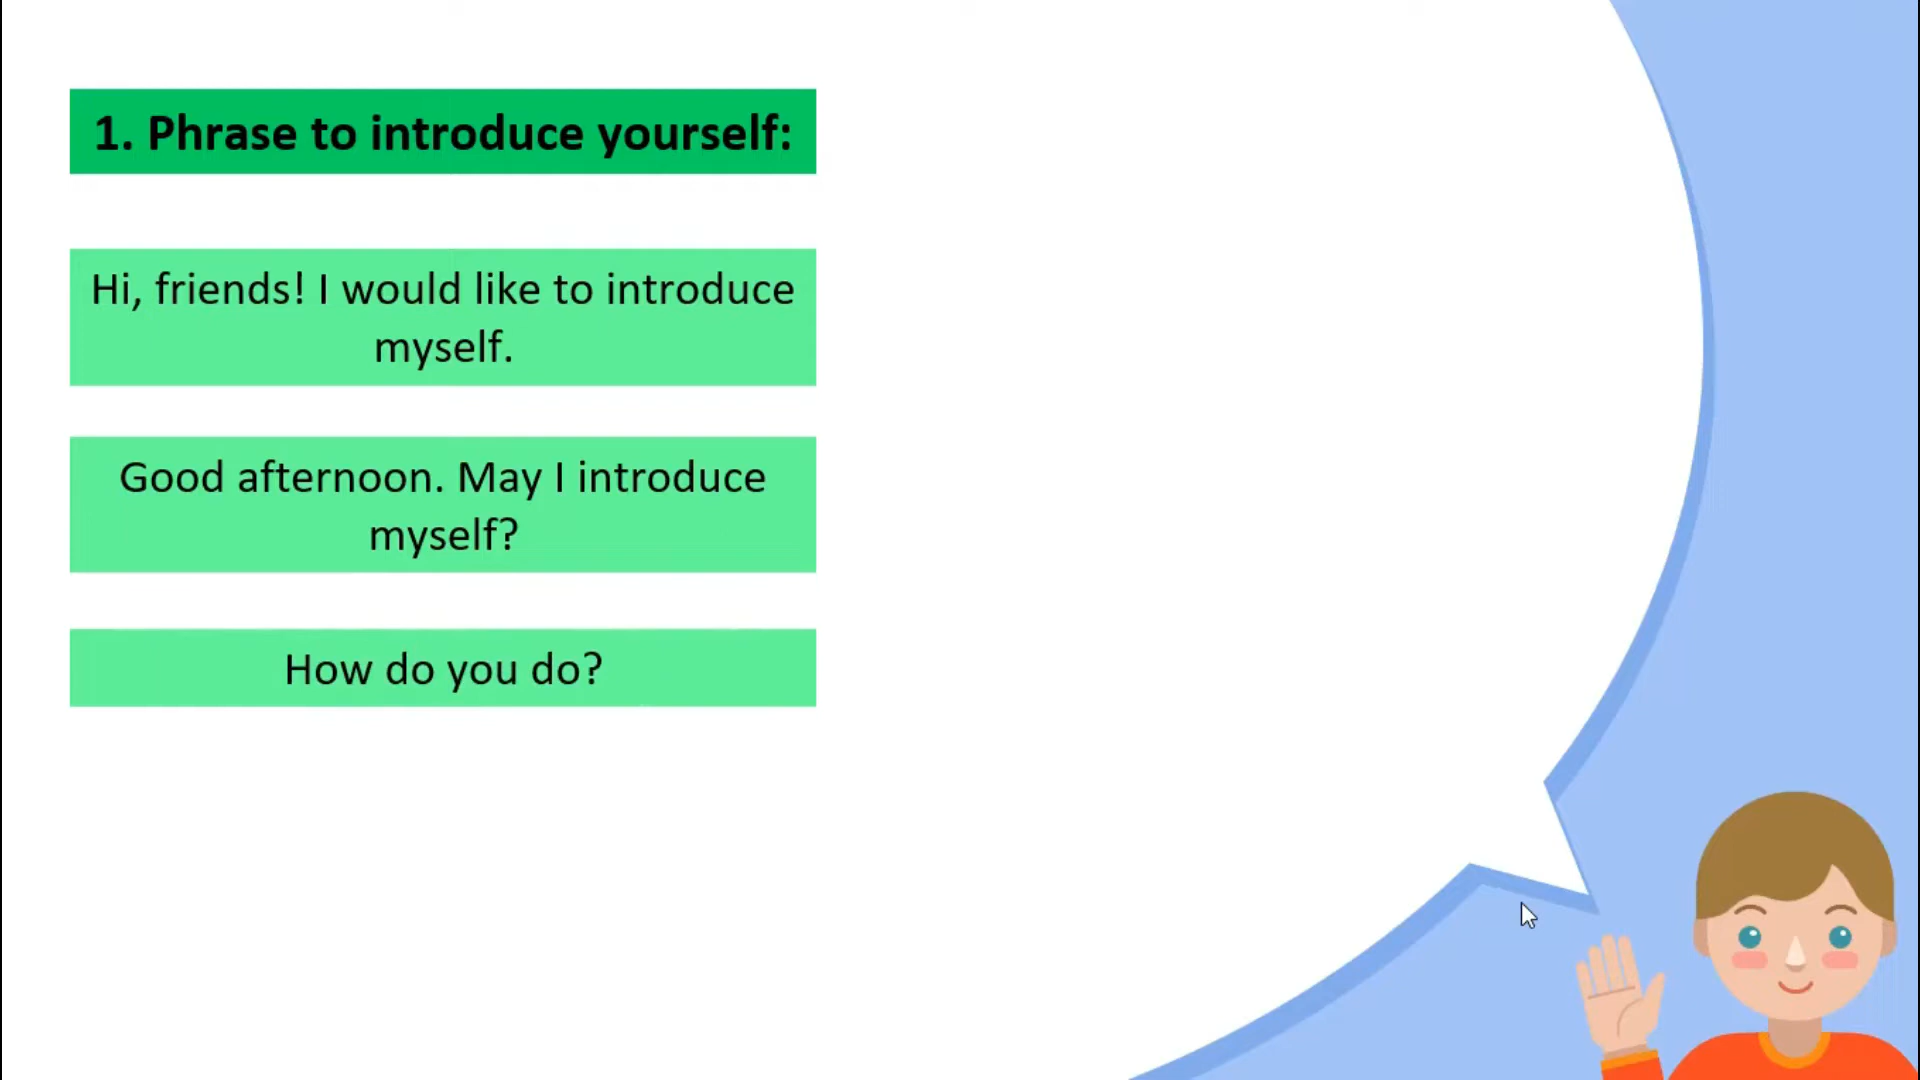 1. Phrase to introduce yourself:
Hi, friends! I would like to introduce
myself.
Good afternoon. May I introduce
myself?
How do you do?